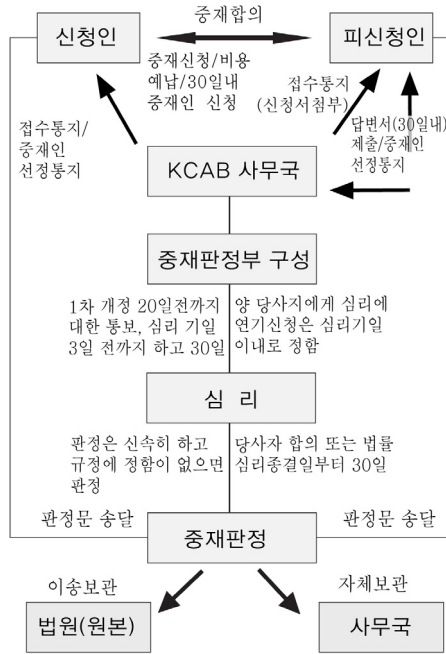 중재합의
신청인
피신청인
중재신청/비용
예납/30일내
중재인 신청
접수통지
(신청서첨부)
답변서(30일내)
제출/중재인
선정통지
접수통지/
중재인
선정통지
KCAB 사무국
중재판정부 구성
1차 개정 20일전까지
대한 통보, 심리 기일
3일 전까지 하고 30일
양 당사지에게 심리에
연기신청은 심리기일
이내로 정함
심 리
판정은 신속히 하고
규정에 정함이 없으면
판정
당사자 합의 또는 법률
심리종결일부터 30일
판정문 송달
판정문 송달
중재판정
이송보관
자체보관
법원(원본)
사무국